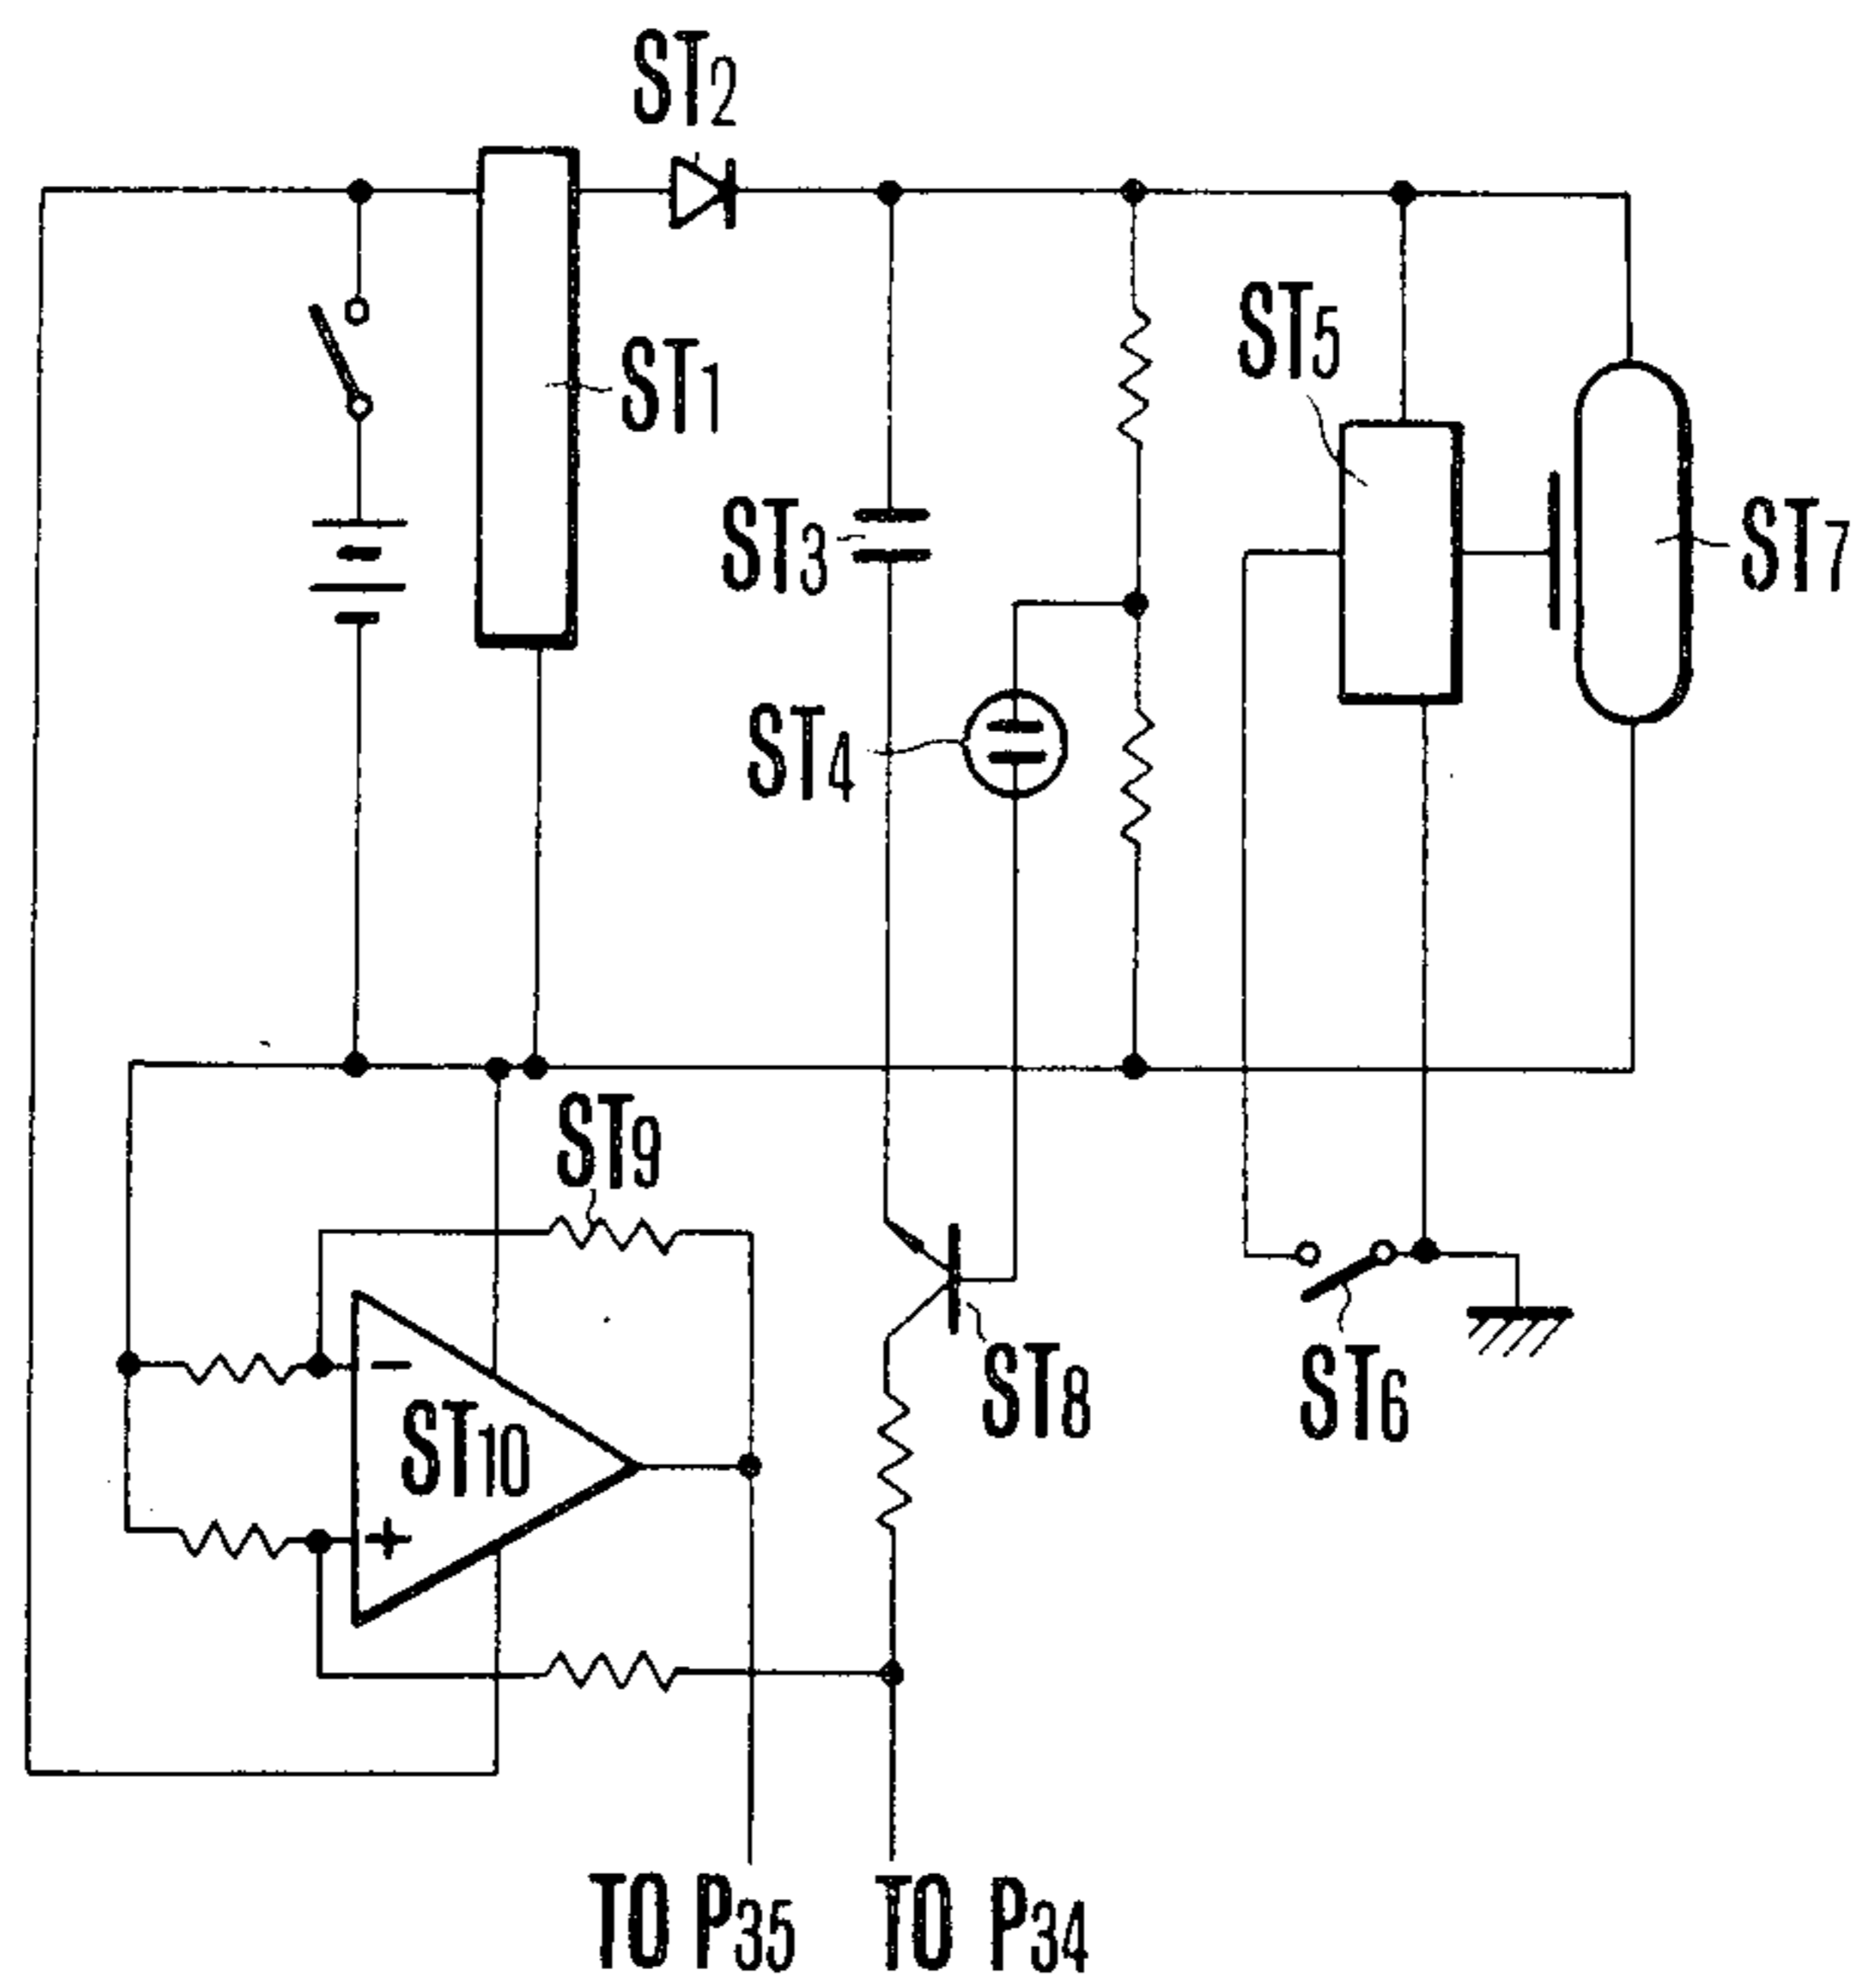 ST2
ST1
ST5
ST3
ST7
ST4
ST9
−
ST10
+
ST8
ST6
TO P35
TO P34